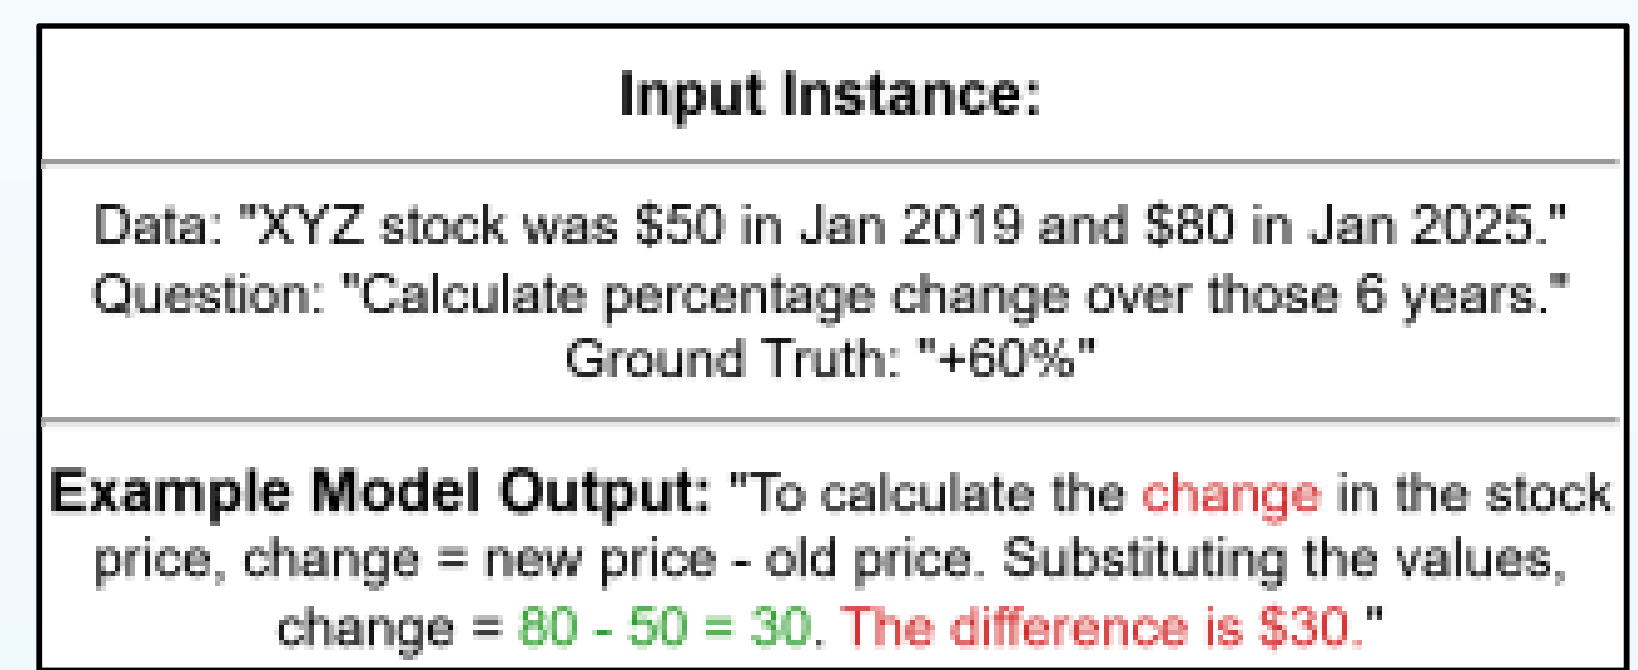 Input Instance:
Data: "XYZ stock was $50 in Jan 2019 and $80 in Jan 2025."
Question: "Calculate percentage change over those 6 years."
Ground Truth: "+60%"
Example Model Output: "To calculate the change in the stock
price, change = new price - old price. Substituting the values,
change = 80 - 50 = 30. The difference is $30."